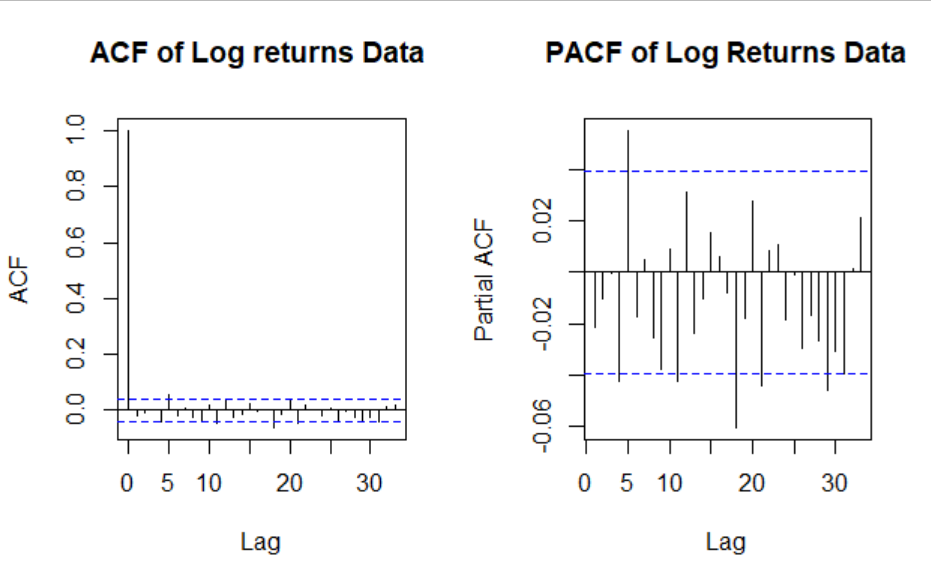 ACF of Log returns Data
ACF
1.0
0.8
0.6
0.4
0.2
0.0
0 5 10 20 30
Lag
PACF of Log Returns Data
Partial ACF
0.02
-0.02
-0.06
0 5 10 20 30
Lag